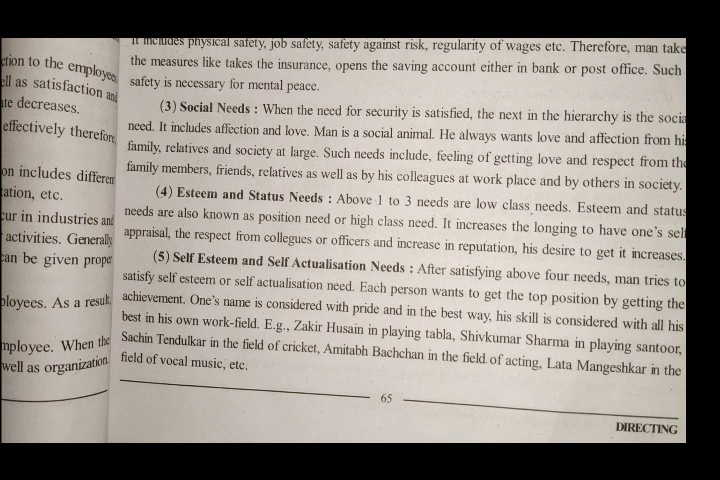 ction to the employees
ell as satisfaction and
ate decreases.
effectively therefore
on includes different
ation, etc.
cur in industries and
activities. Generally
can be given proper
ployees. As a result,
mployee. When the
well as organization
It includes physical safety, job safety, safety against risk, regularity of wages etc. Therefore, man take
the measures like takes the insurance, opens the saving account either in bank or post office. Such
safety is necessary for mental peace.
(3) Social Needs : When the need for security is satisfied, the next in the hierarchy is the socia
need. It includes affection and love. Man is a social animal. He always wants love and affection from his
family, relatives and society at large. Such needs include, feeling of getting love and respect from the
family members, friends, relatives as well as by his colleagues at work place and by others in society.
(4) Esteem and Status Needs : Above 1 to 3 needs are low class needs. Esteem and status
needs are also known as position need or high class need. It increases the longing to have one's self
appraisal, the respect from collegues or officers and increase in reputation, his desire to get it increases.
(5) Self Esteem and Self Actualisation Needs : After satisfying above four needs, man tries to
satisfy self esteem or self actualisation need. Each person wants to get the top position by getting the
achievement. One's name is considered with pride and in the best way, his skill is considered with all his
best in his own work-field. E.g., Zakir Husain in playing tabla, Shivkumar Sharma in playing santoor,
Sachin Tendulkar in the field of cricket, Amitabh Bachchan in the field of acting, Lata Mangeshkar in the
field of vocal music, etc.
65
DIRECTING